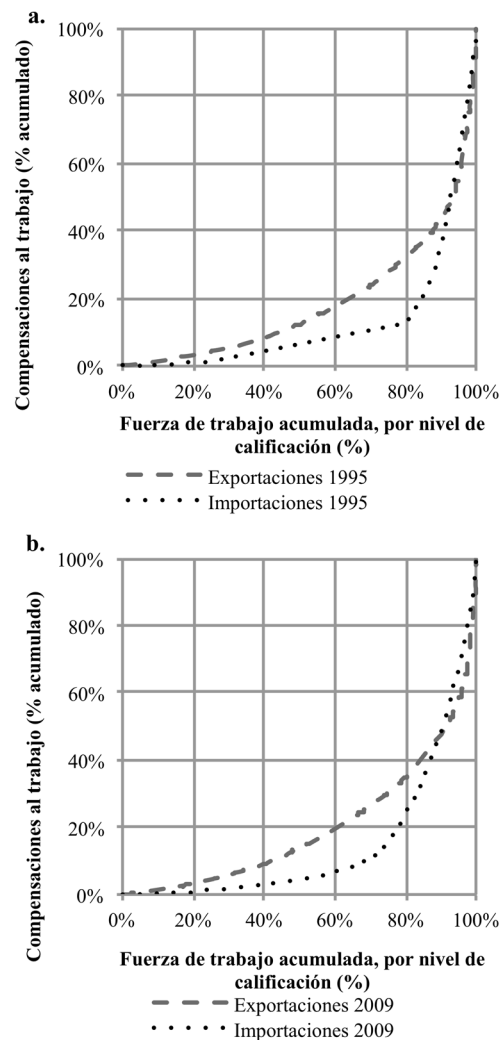 a.
Compensaciones al trabajo (% acumulado)
100%
80%
60%
40%
20%
0%
0% 20% 40% 60% 80% 100%
Fuerza de trabajo acumulada, por nivel de
calificación (%)
Exportaciones 1995
Importaciones 1995
b.
Compensaciones al trabajo (% acumulado)
100%
80%
60%
40%
20%
0%
0% 20% 40% 60% 80% 100%
Fuerza de trabajo acumulada, por nivel de
calificación (%)
Exportaciones 2009
Importaciones 2009